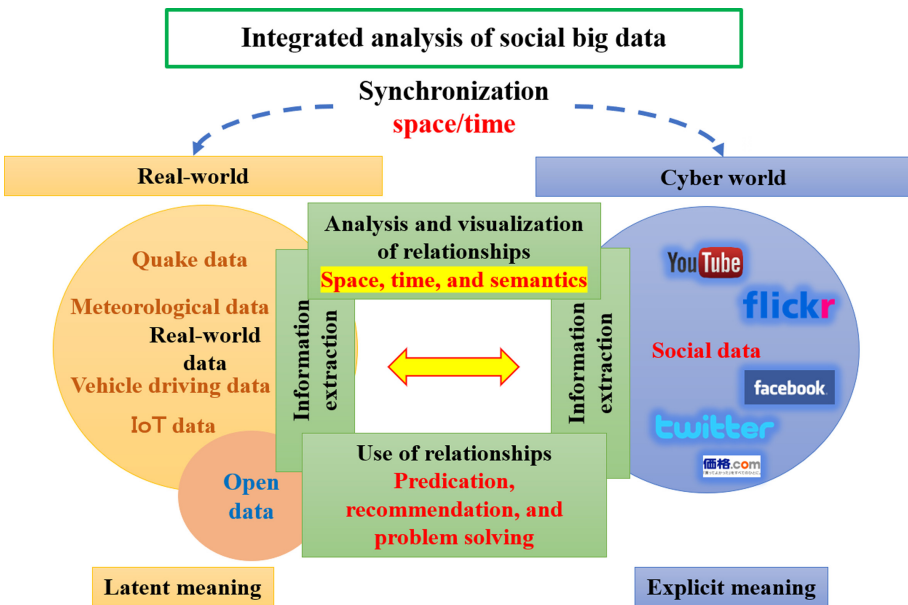 Integrated analysis of social big data
Synchronization
space/time
Real-world
Cyber world
Analysis and visualization
of relationships
Space, time, and semantics
Quake data
Meteorological data
Real-world
data
Vehicle driving data
IoT data
Open
data
Information
extraction
Information
extraction
YouTube
flickr
Social data
facebook
twitter
価格.com
Use of relationships
Predication,
recommendation, and
problem solving
Latent meaning
Explicit meaning